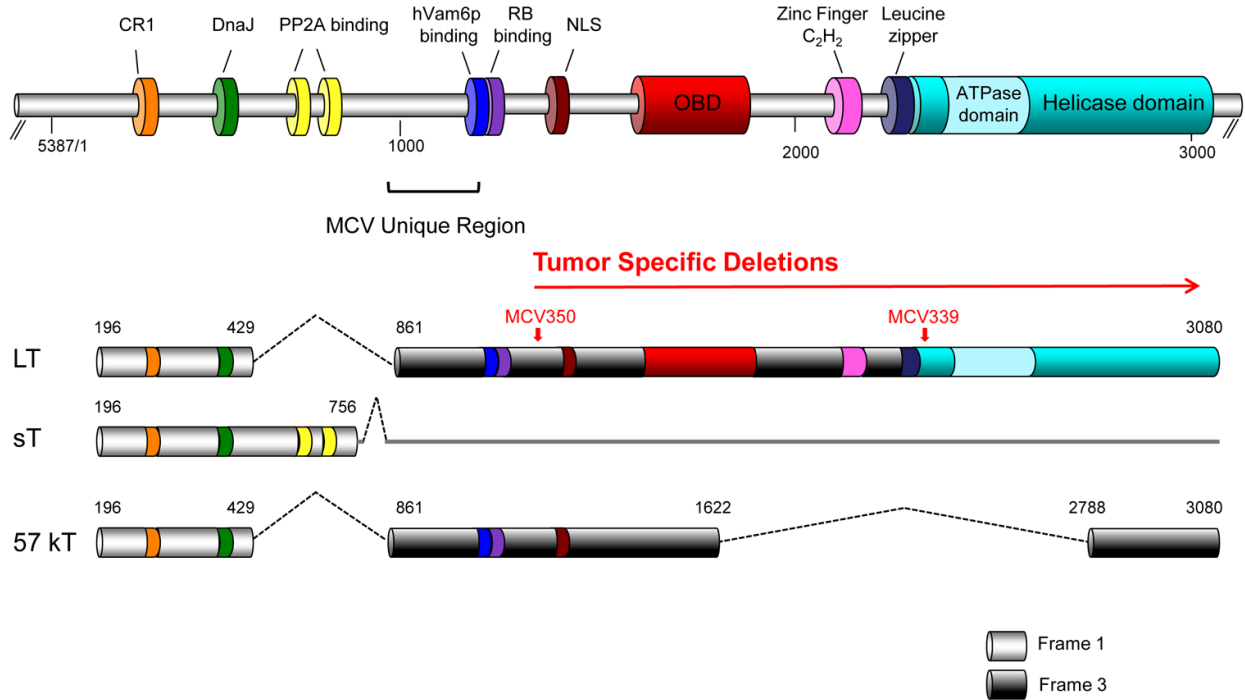 CR1
DnaJ
PP2A binding
hVam6p
binding
RB
binding
NLS
Zinc Finger
C₂H₂
Leucine
zipper
OBD
ATPase
domain
Helicase domain
5387/1
1000
2000
3000
MCV Unique Region
Tumor Specific Deletions
MCV350
MCV339
196
429
861
3080
LT
196
756
sT
196
429
861
1622
2788
3080
57 kT
Frame 1
Frame 3